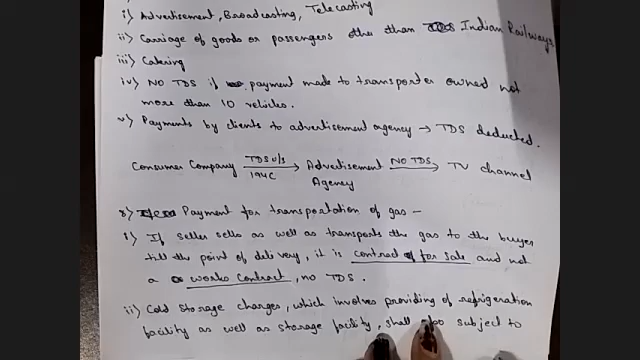 i) Advertisement, Broadcasting, Telecasting
ii) Carriage of goods or passengers other than Indian Railways
iii) Catering
iv) NO TDS if payment made to transporter owned not
more than 10 vehicles.
v) Payments by clients to advertisement agency → TDS deducted.
Consumer Company TDS u/s 194C → Advertisement Agency NO TDS → TV channel
8) Payment for transportation of gas -
i) If seller sells as well as transports the gas to the buyer
till the point of delivery, it is contract for sale and not
a works contract, no TDS.
ii) Cold storage charges, which involves providing of refrigeration
facility as well as storage facility, shall also subject to